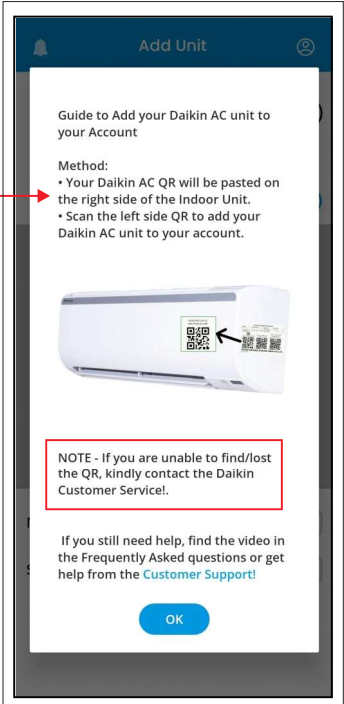 Add Unit
Guide to Add your Daikin AC unit to
your Account
Method:
• Your Daikin AC QR will be pasted on
the right side of the Indoor Unit.
• Scan the left side QR to add your
Daikin AC unit to your account.
NOTE - If you are unable to find/lost
the QR, kindly contact the Daikin
Customer Service!.
If you still need help, find the video in
the Frequently Asked questions or get
help from the Customer Support!
OK